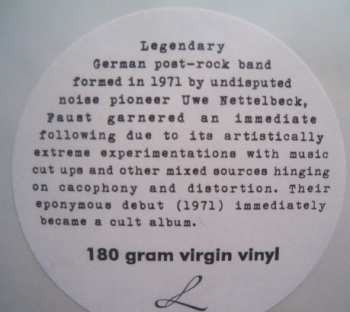 Legendary
German post-rock band
formed in 1971 by undisputed
noise pioneer Uwe Nettelbeck,
Faust garnered an immediate
following due to its artistically
extreme experimentations with music
cut ups and other mixed sources hinging
on cacophony and distortion. Their
eponymous debut (1971) immediately
became a cult album.
180 gram virgin vinyl
L